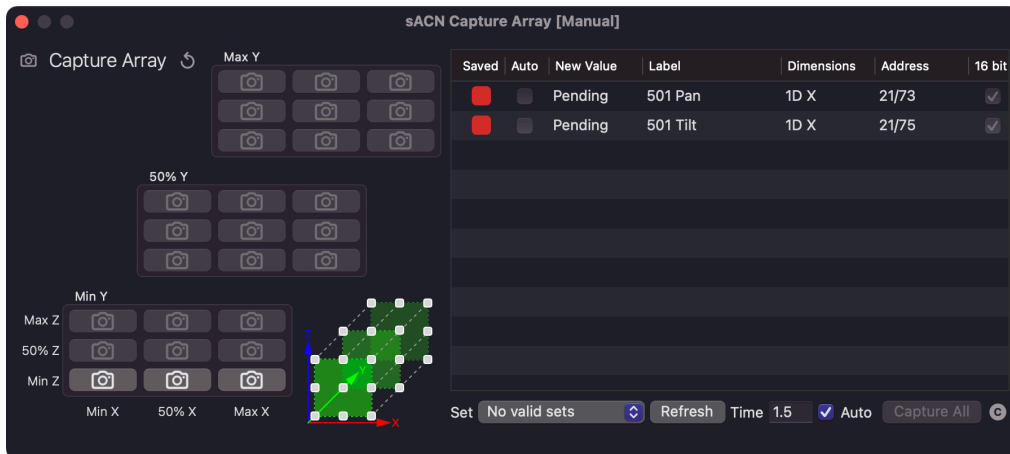 sACN Capture Array [Manual]
Capture Array
Max Y
50% Y
Min Y
Max Z
50% Z
Min Z
Min X 50% X Max X
Z
Y
X
Saved Auto New Value Label Dimensions Address 16 bit
Pending 501 Pan 1D X 21/73
Pending 501 Tilt 1D X 21/75
Set No valid sets Refresh Time 1.5 Auto Capture All C